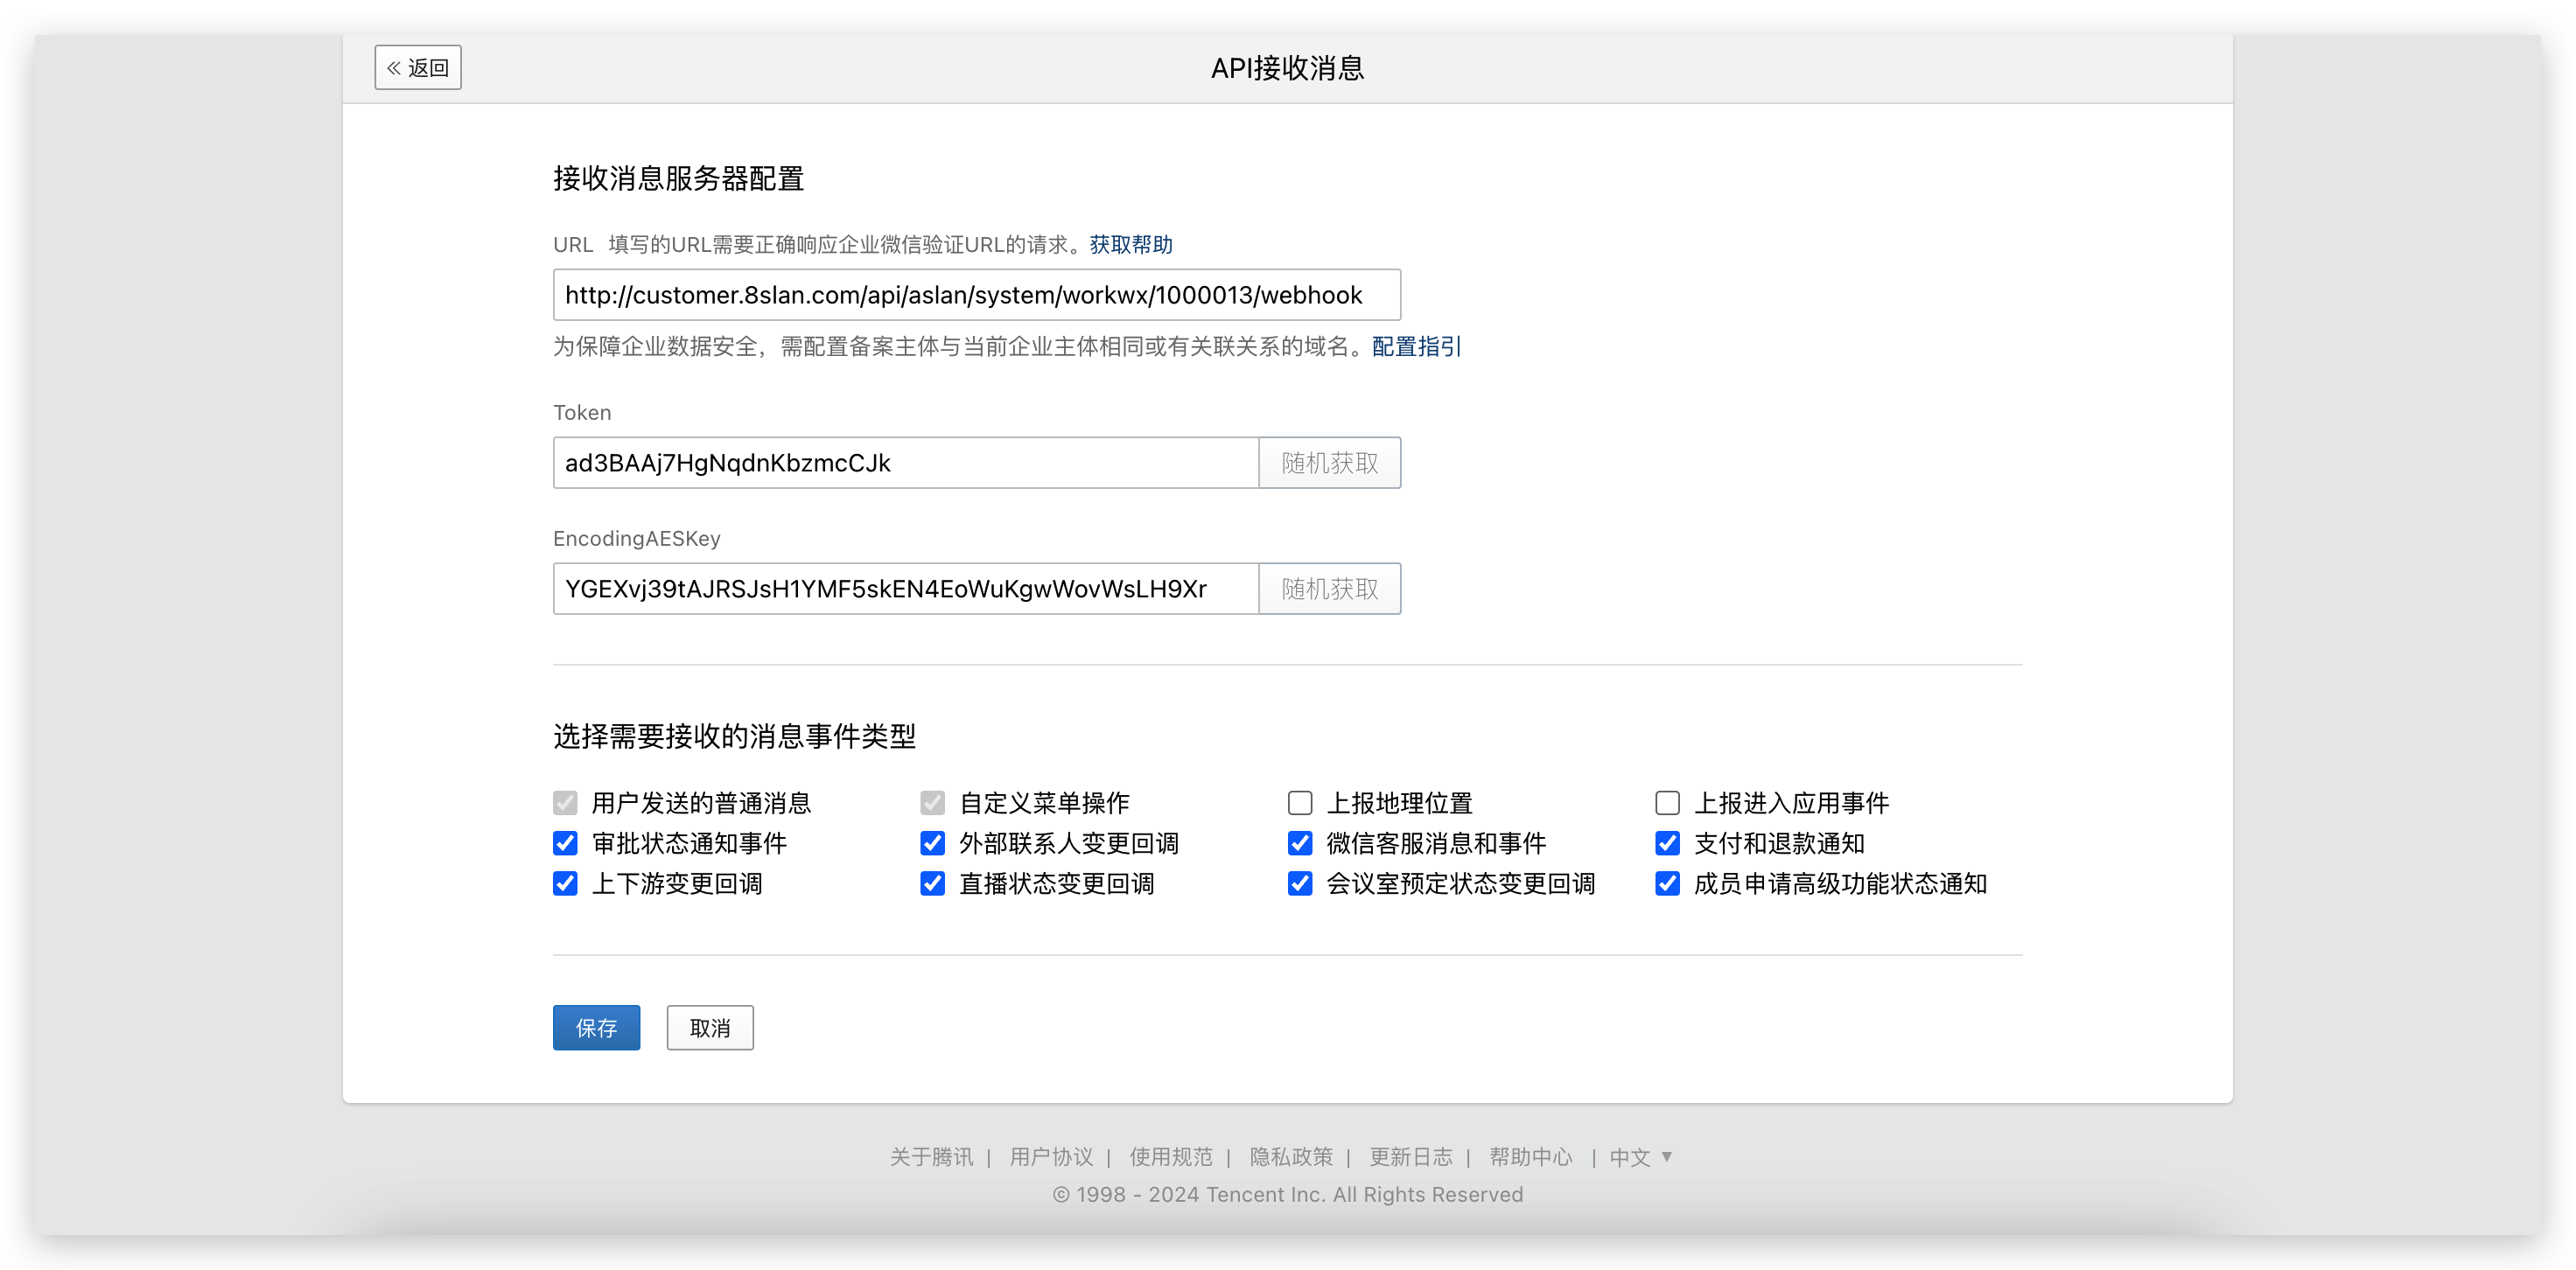 返回
API接收消息
接收消息服务器配置
URL 填写的URL需要正确响应企业微信验证URL的请求。获取帮助
http://customer.8slan.com/api/aslan/system/workwx/1000013/webhook
为保障企业数据安全，需配置备案主体与当前企业主体相同或有关联关系的域名。配置指引
Token
ad3BAAj7HgNqdnKbzmcCJk 随机获取
EncodingAESKey
YGEXvj39tAJRSJsH1YMF5skEN4EoWuKgwWovWsLH9Xr 随机获取
选择需要接收的消息事件类型
用户发送的普通消息 自定义菜单操作 上报地理位置 上报进入应用事件
审批状态通知事件 外部联系人变更回调 微信客服消息和事件 支付和退款通知
上下游变更回调 直播状态变更回调 会议室预定状态变更回调 成员申请高级功能状态通知
保存 取消
关于腾讯 | 用户协议 | 使用规范 | 隐私政策 | 更新日志 | 帮助中心 | 中文 ▼
© 1998 - 2024 Tencent Inc. All Rights Reserved